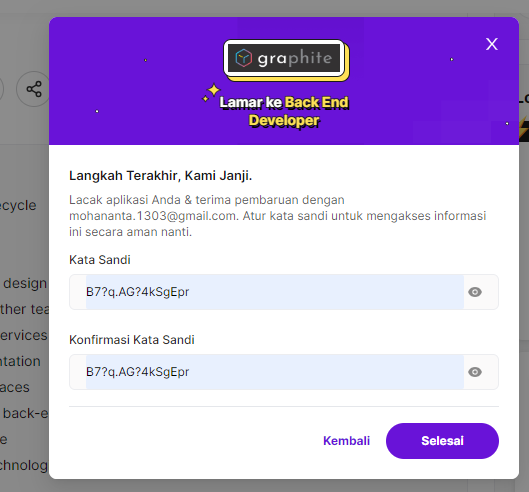 graphite
Lamar ke Back End
Developer
Langkah Terakhir, Kami Janji.
Lacak aplikasi Anda & terima pembaruan dengan
mohananta.1303@gmail.com. Atur kata sandi untuk mengakses informasi
ini secara aman nanti.
Kata Sandi
B7?q.AG?4kSgEpr
Konfirmasi Kata Sandi
B7?q.AG?4kSgEpr
Kembali
Selesai
ecycle
design
ther tea
ervices
ntation
aces
back-e
e
chnolog